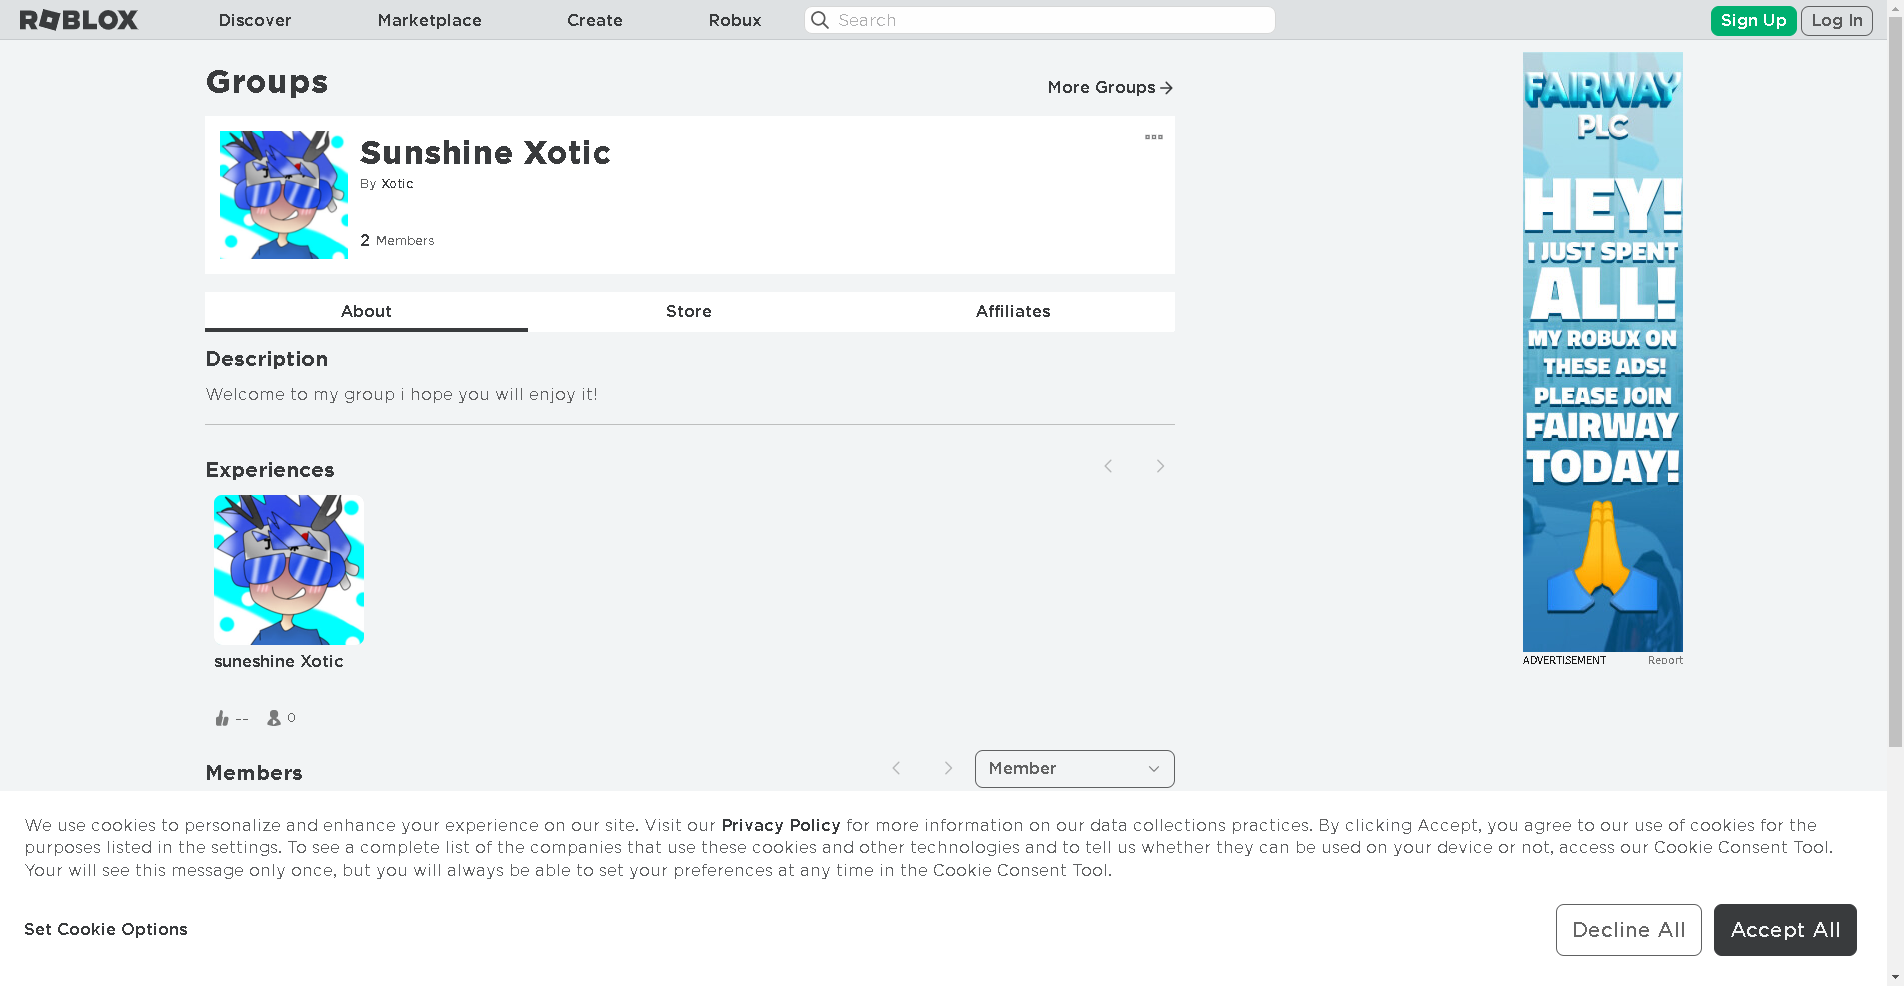 ROBLOX
Discover
Marketplace
Create
Robux
Search
Sign Up
Log In
Groups
More Groups
Sunshine Xotic
By Xotic
2 Members
About
Store
Affiliates
Description
Welcome to my group i hope you will enjoy it!
Experiences
suneshine Xotic
--
0
Members
Member
FAIRWAY
PLC
HEY!
I JUST SPENT
ALL!
MY ROBUX ON
THESE ADS!
PLEASE JOIN
FAIRWAY
TODAY!
ADVERTISEMENT
Report
We use cookies to personalize and enhance your experience on our site. Visit our Privacy Policy for more information on our data collections practices. By clicking Accept, you agree to our use of cookies for the
purposes listed in the settings. To see a complete list of the companies that use these cookies and other technologies and to tell us whether they can be used on your device or not, access our Cookie Consent Tool.
Your will see this message only once, but you will always be able to set your preferences at any time in the Cookie Consent Tool.
Set Cookie Options
Decline All
Accept All